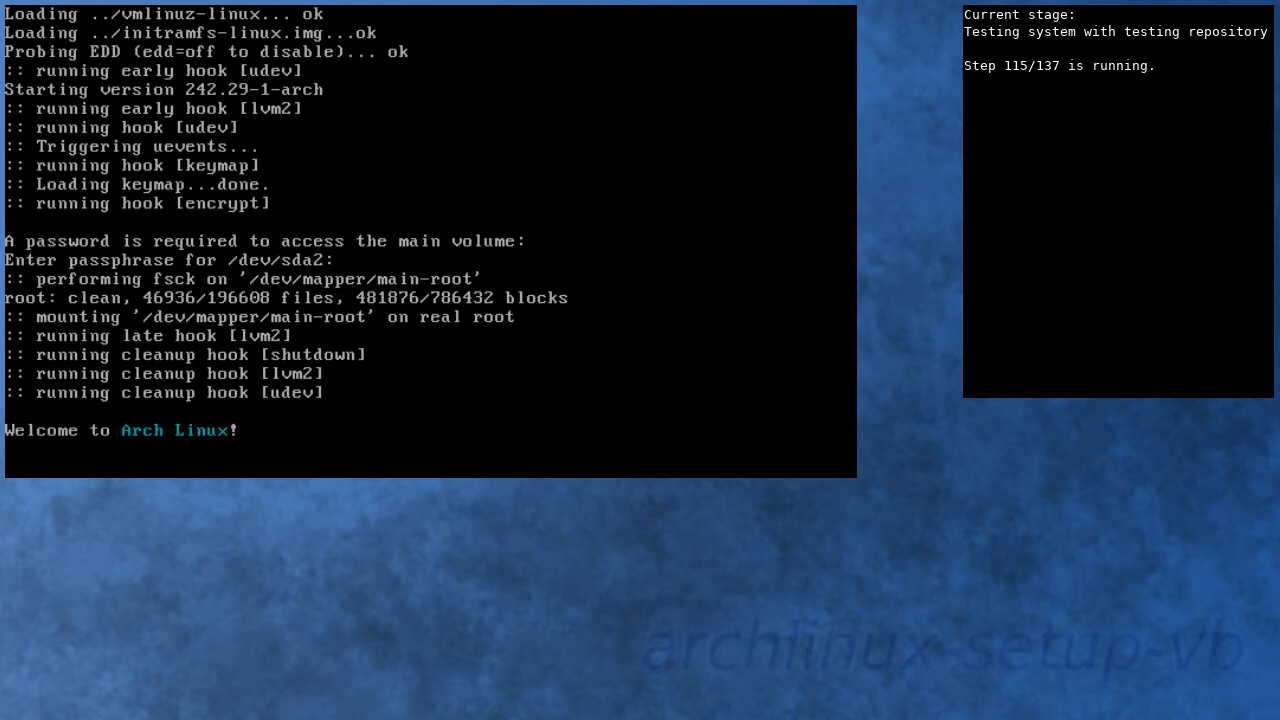 Loading ../vmlinuz-linux... ok
Loading ../initramfs-linux.img...ok
Probing EDD (edd=off to disable)... ok
:: running early hook [udev]
Starting version 242.29-1-arch
:: running early hook [lvm2]
:: running hook [udev]
:: Triggering uevents...
:: running hook [keymap]
:: Loading keymap...done.
:: running hook [encrypt]
A password is required to access the main volume:
Enter passphrase for /dev/sda2:
:: performing fsck on '/dev/mapper/main-root'
root: clean, 46936/196608 files, 481876/786432 blocks
:: mounting '/dev/mapper/main-root' on real root
:: running late hook [lvm2]
:: running cleanup hook [shutdown]
:: running cleanup hook [lvm2]
:: running cleanup hook [udev]
Welcome to Arch Linux!
Current stage:
Testing system with testing repository
Step 115/137 is running.
archlinux-setup-vb